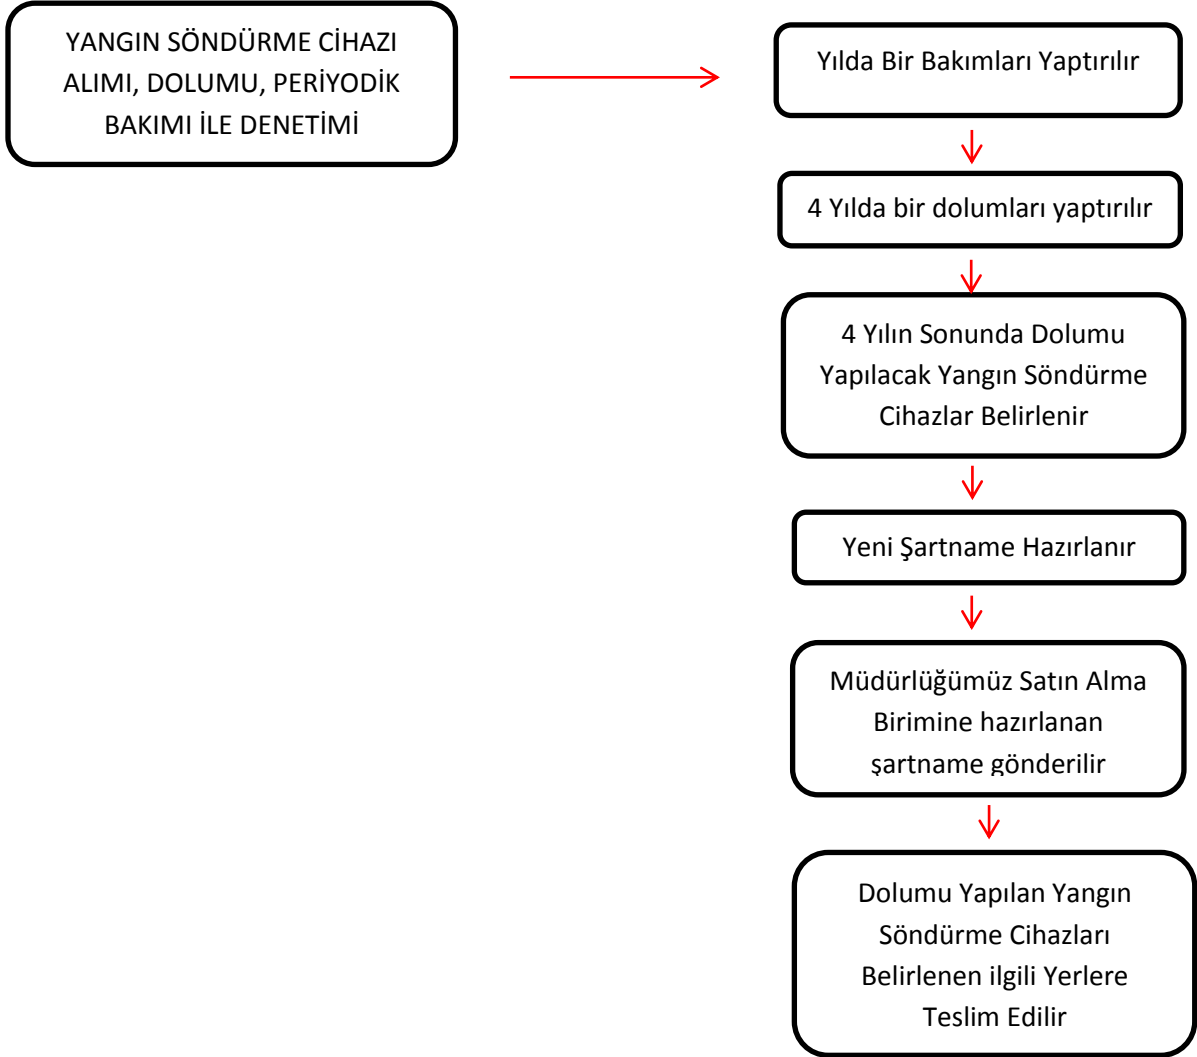 YANGIN SÖNDÜRME CİHAZI
ALIMI, DOLUMU, PERİYODİK
BAKIMI İLE DENETİMİ
Yılda Bir Bakımları Yaptırılır
4 Yılda bir dolumları yaptırılır
4 Yılın Sonunda Dolumu
Yapılacak Yangın Söndürme
Cihazlar Belirlenir
Yeni Şartname Hazırlanır
Müdürlüğümüz Satın Alma
Birimine hazırlanan
şartname gönderilir
Dolumu Yapılan Yangın
Söndürme Cihazları
Belirlenen ilgili Yerlere
Teslim Edilir